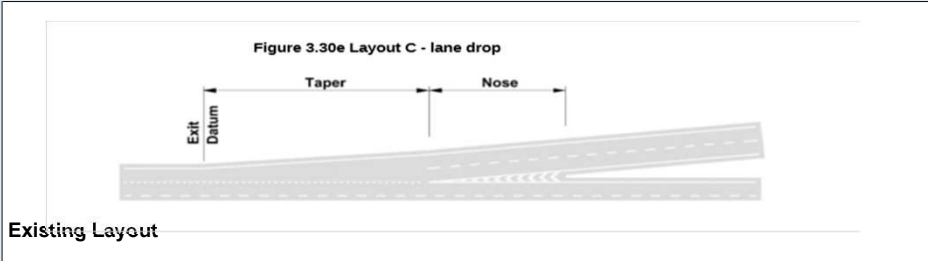 Figure 3.30e Layout C - lane drop
Taper
Nose
Exit
Datum
Existing Layout